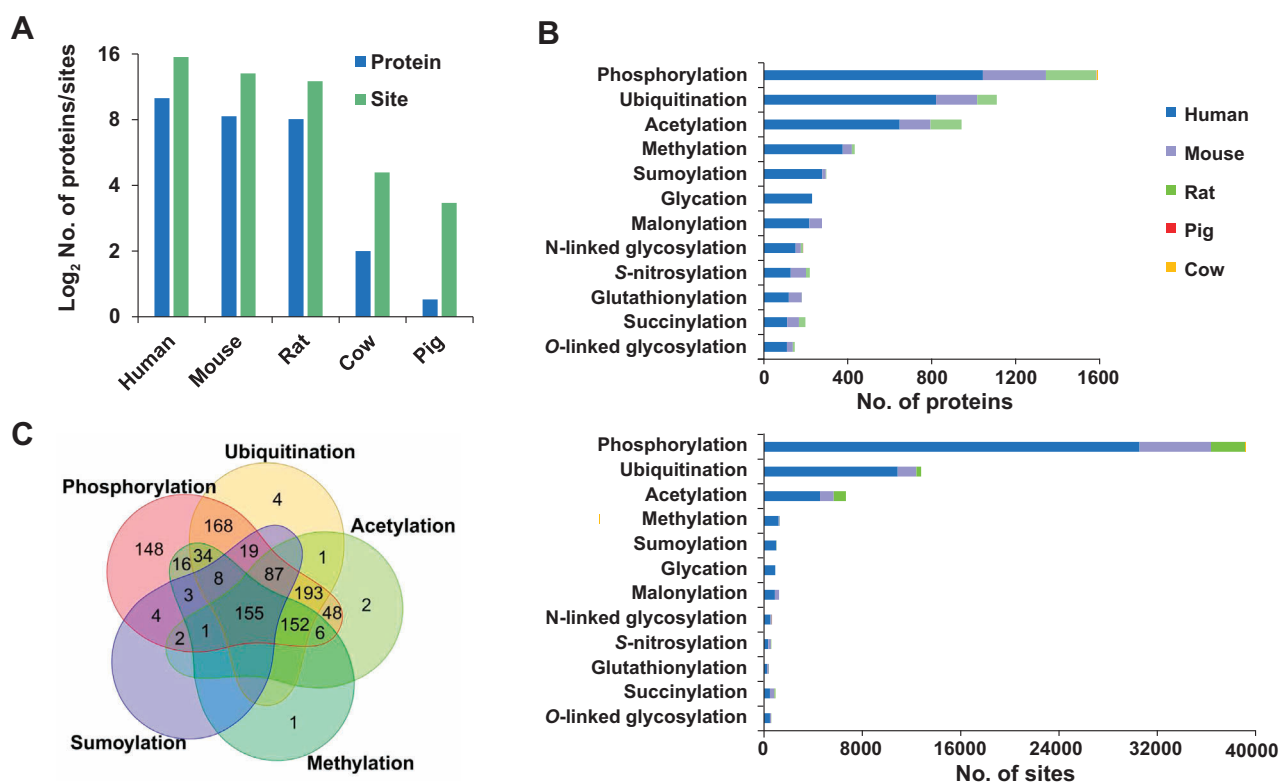 A
Log₂ No. of proteins/sites
16
8
4
2
0
Protein
Site
Human
Mouse
Rat
Cow
Pig
B
Phosphorylation
Ubiquitination
Acetylation
Methylation
Sumoylation
Glycation
Malonylation
N-linked glycosylation
S-nitrosylation
Glutathionylation
Succinylation
O-linked glycosylation
0 400 800 1200 1600
No. of proteins
Human
Mouse
Rat
Pig
Cow
Phosphorylation
Ubiquitination
Acetylation
Methylation
Sumoylation
Glycation
Malonylation
N-linked glycosylation
S-nitrosylation
Glutathionylation
Succinylation
O-linked glycosylation
0 8000 16000 24000 32000 40000
No. of sites
C
Ubiquitination
Phosphorylation
Acetylation
Sumoylation
Methylation
4
168
148 16 34 19 1
8 87
3 193 2
4 155 48
2 1 152 6
1